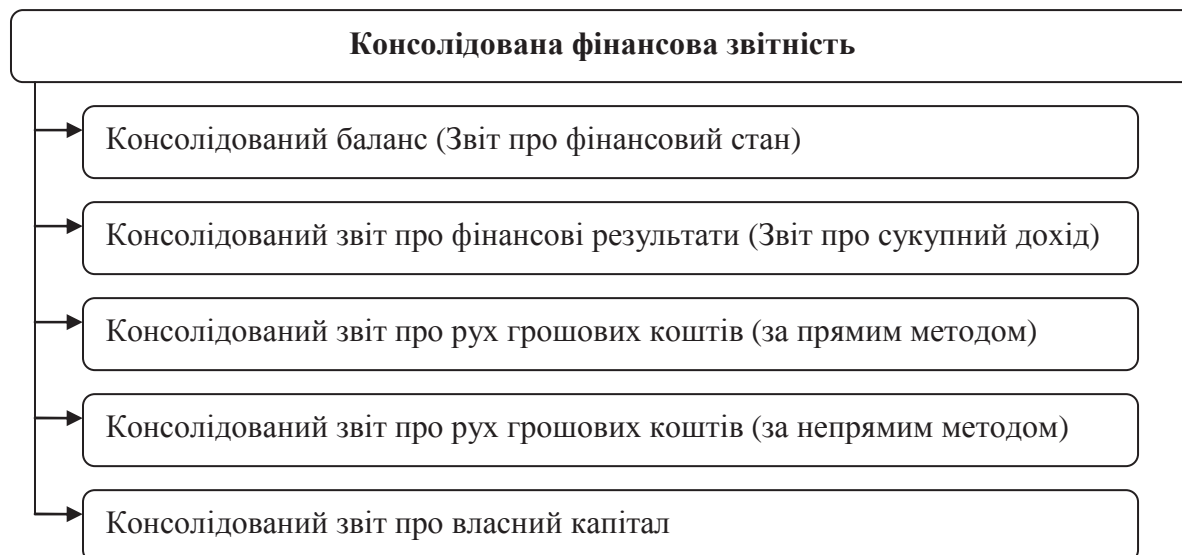 Консолідована фінансова звітність
Консолідований баланс (Звіт про фінансовий стан)
Консолідований звіт про фінансові результати (Звіт про сукупний дохід)
Консолідований звіт про рух грошових коштів (за прямим методом)
Консолідований звіт про рух грошових коштів (за непрямим методом)
Консолідований звіт про власний капітал